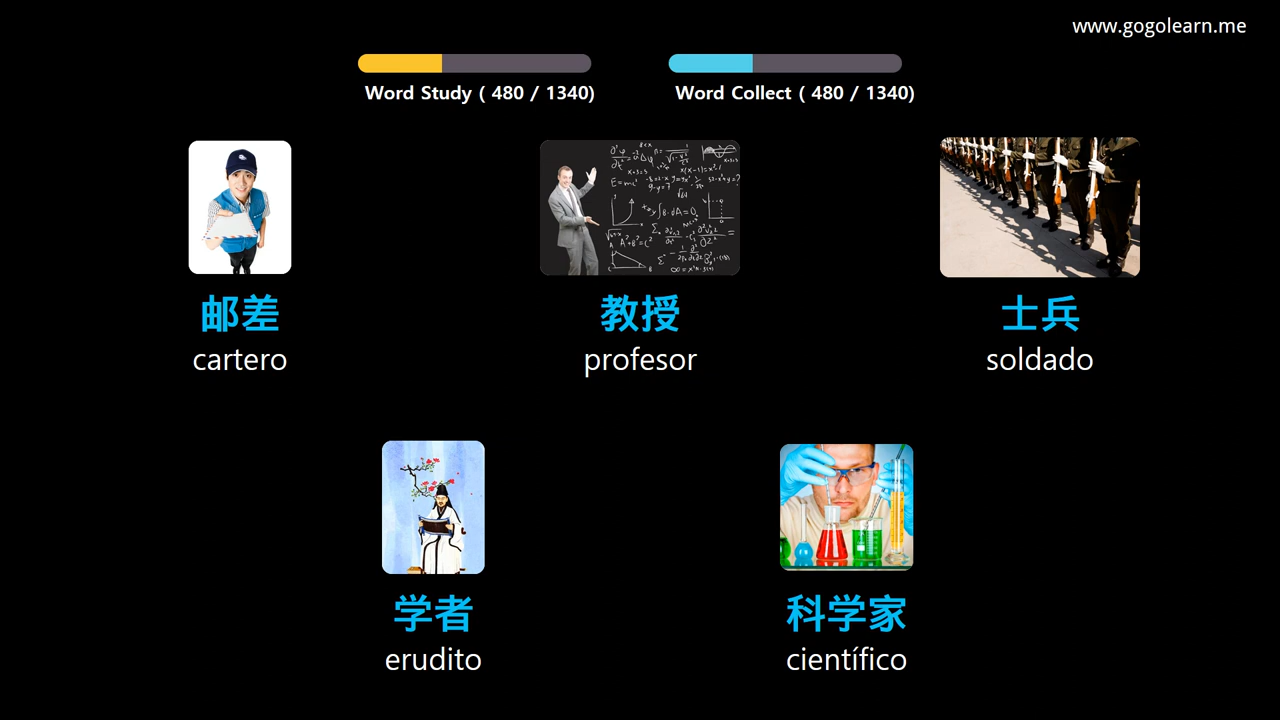 www.gogolearn.me
Word Study ( 480 / 1340)
Word Collect ( 480 / 1340)
邮差
cartero
教授
profesor
士兵
soldado
学者
erudito
科学家
científico